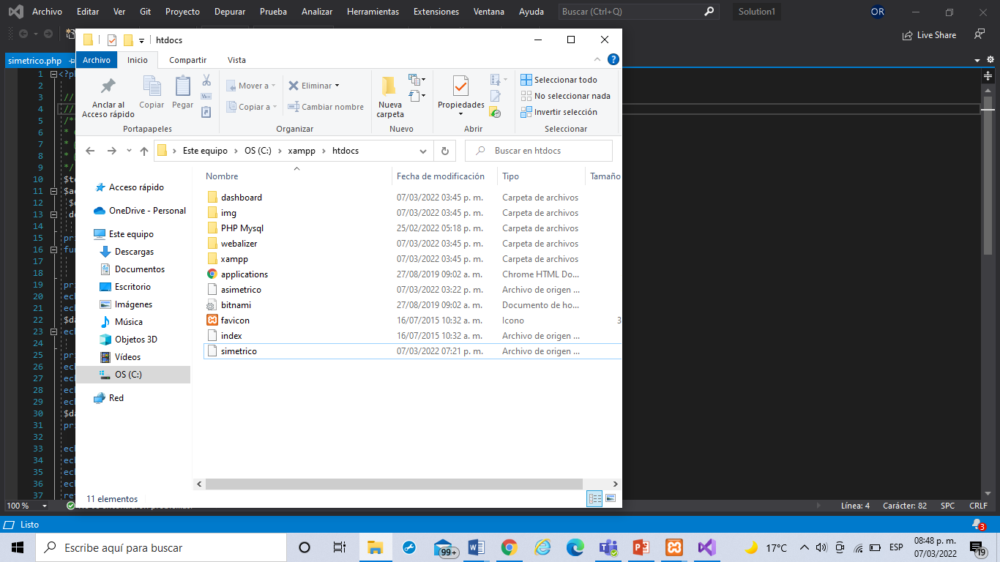 Archivo Editar Ver Git Proyecto Depurar Prueba Analizar Herramientas Extensiones Ventana Ayuda Buscar (Ctrl+Q) Solution1 OR
Live Share
htdocs
simetrico.php
Archivo Inicio Compartir Vista
Anclar al Acceso rápido
Copiar
Pegar
Mover a
Copiar a
Eliminar
Cambiar nombre
Nueva carpeta
Propiedades
Seleccionar todo
No seleccionar nada
Invertir selección
Portapapeles Organizar Nuevo Abrir Seleccionar
Este equipo > OS (C:) > xampp > htdocs
Buscar en htdocs
Nombre Fecha de modificación Tipo Tamaño
dashboard 07/03/2022 03:45 p. m. Carpeta de archivos
img 07/03/2022 03:45 p. m. Carpeta de archivos
PHP Mysql 25/02/2022 05:18 p. m. Carpeta de archivos
webalizer 07/03/2022 03:45 p. m. Carpeta de archivos
xampp 07/03/2022 03:45 p. m. Carpeta de archivos
applications 27/08/2019 09:02 a. m. Chrome HTML Do...
asimetrico 07/03/2022 03:22 p. m. Archivo de origen ...
bitnami 27/08/2019 09:02 a. m. Documento de ho...
favicon 16/07/2015 10:32 a. m. Icono 3
index 16/07/2015 10:32 a. m. Archivo de origen ...
simetrico 07/03/2022 07:21 p. m. Archivo de origen ...
Acceso rápido
OneDrive - Personal
Este equipo
Descargas
Documentos
Escritorio
Imágenes
Música
Objetos 3D
Vídeos
OS (C:)
Red
11 elementos
1 <?p
2
3 //
4 //
5 /**
6 *
7 *
8 *
9 */
10 $t
11 $a
12
13 d
14
15 pr
16 fu
17
18
19 pr
20 ec
21 ec
22 $d
23 ec
24
25 pr
26 ec
27 ec
28 ec
29 ec
30 $d
31 pr
32
33 ec
34 ec
35 ec
36 ec
37 re
100 %
Línea: 4 Carácter: 82 SPC CRLF
Listo
3
Escribe aquí para buscar
99+
17°C
ESP
08:48 p. m.
07/03/2022
19